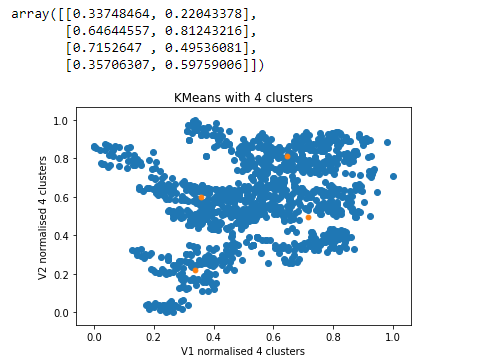 array([[0.33748464, 0.22043378],
[0.64644557, 0.81243216],
[0.7152647 , 0.49536081],
[0.35706307, 0.59759006]])
KMeans with 4 clusters
1.0
0.8
0.6
0.4
0.2
0.0
V2 normalised 4 clusters
0.0 0.2 0.4 0.6 0.8 1.0
V1 normalised 4 clusters